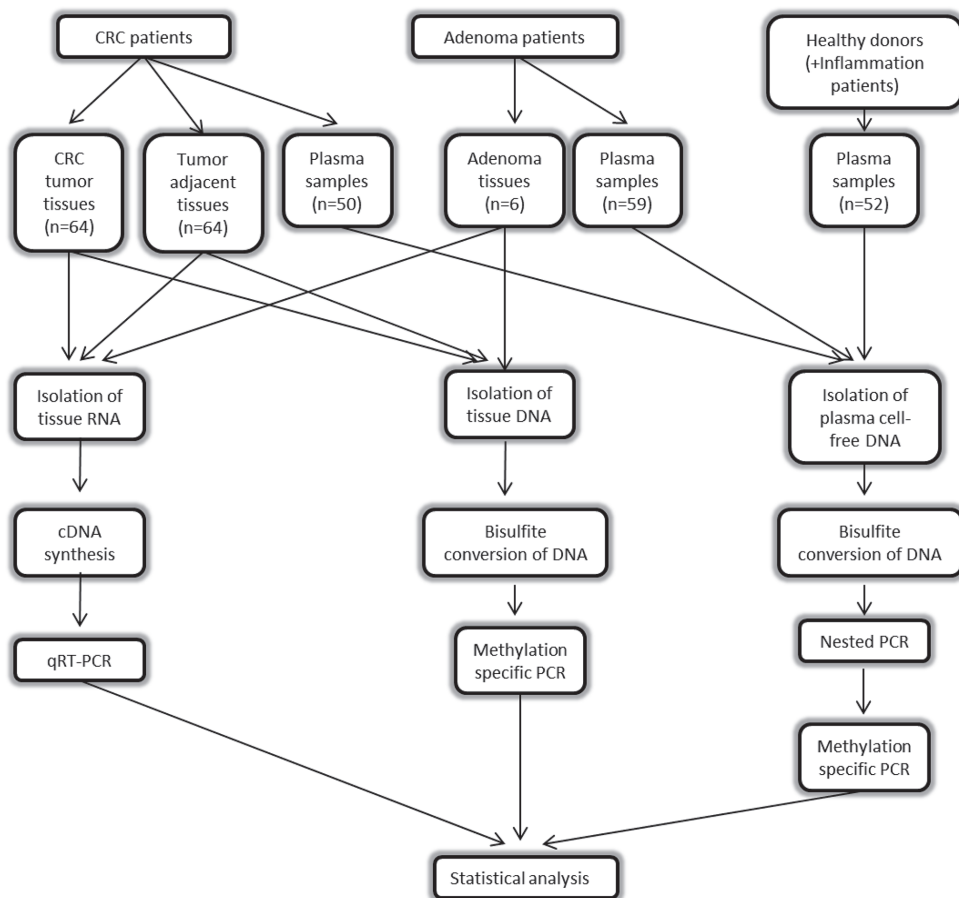 CRC patients
Adenoma patients
Healthy donors
(+Inflammation
patients)
CRC
tumor
tissues
(n=64)
Tumor
adjacent
tissues
(n=64)
Plasma
samples
(n=50)
Adenoma
tissues
(n=6)
Plasma
samples
(n=59)
Plasma
samples
(n=52)
Isolation of
tissue RNA
Isolation of
tissue DNA
Isolation of
plasma cell-
free DNA
cDNA
synthesis
Bisulfite
conversion of DNA
Bisulfite
conversion of DNA
qRT-PCR
Methylation
specific PCR
Nested PCR
Methylation
specific PCR
Statistical analysis